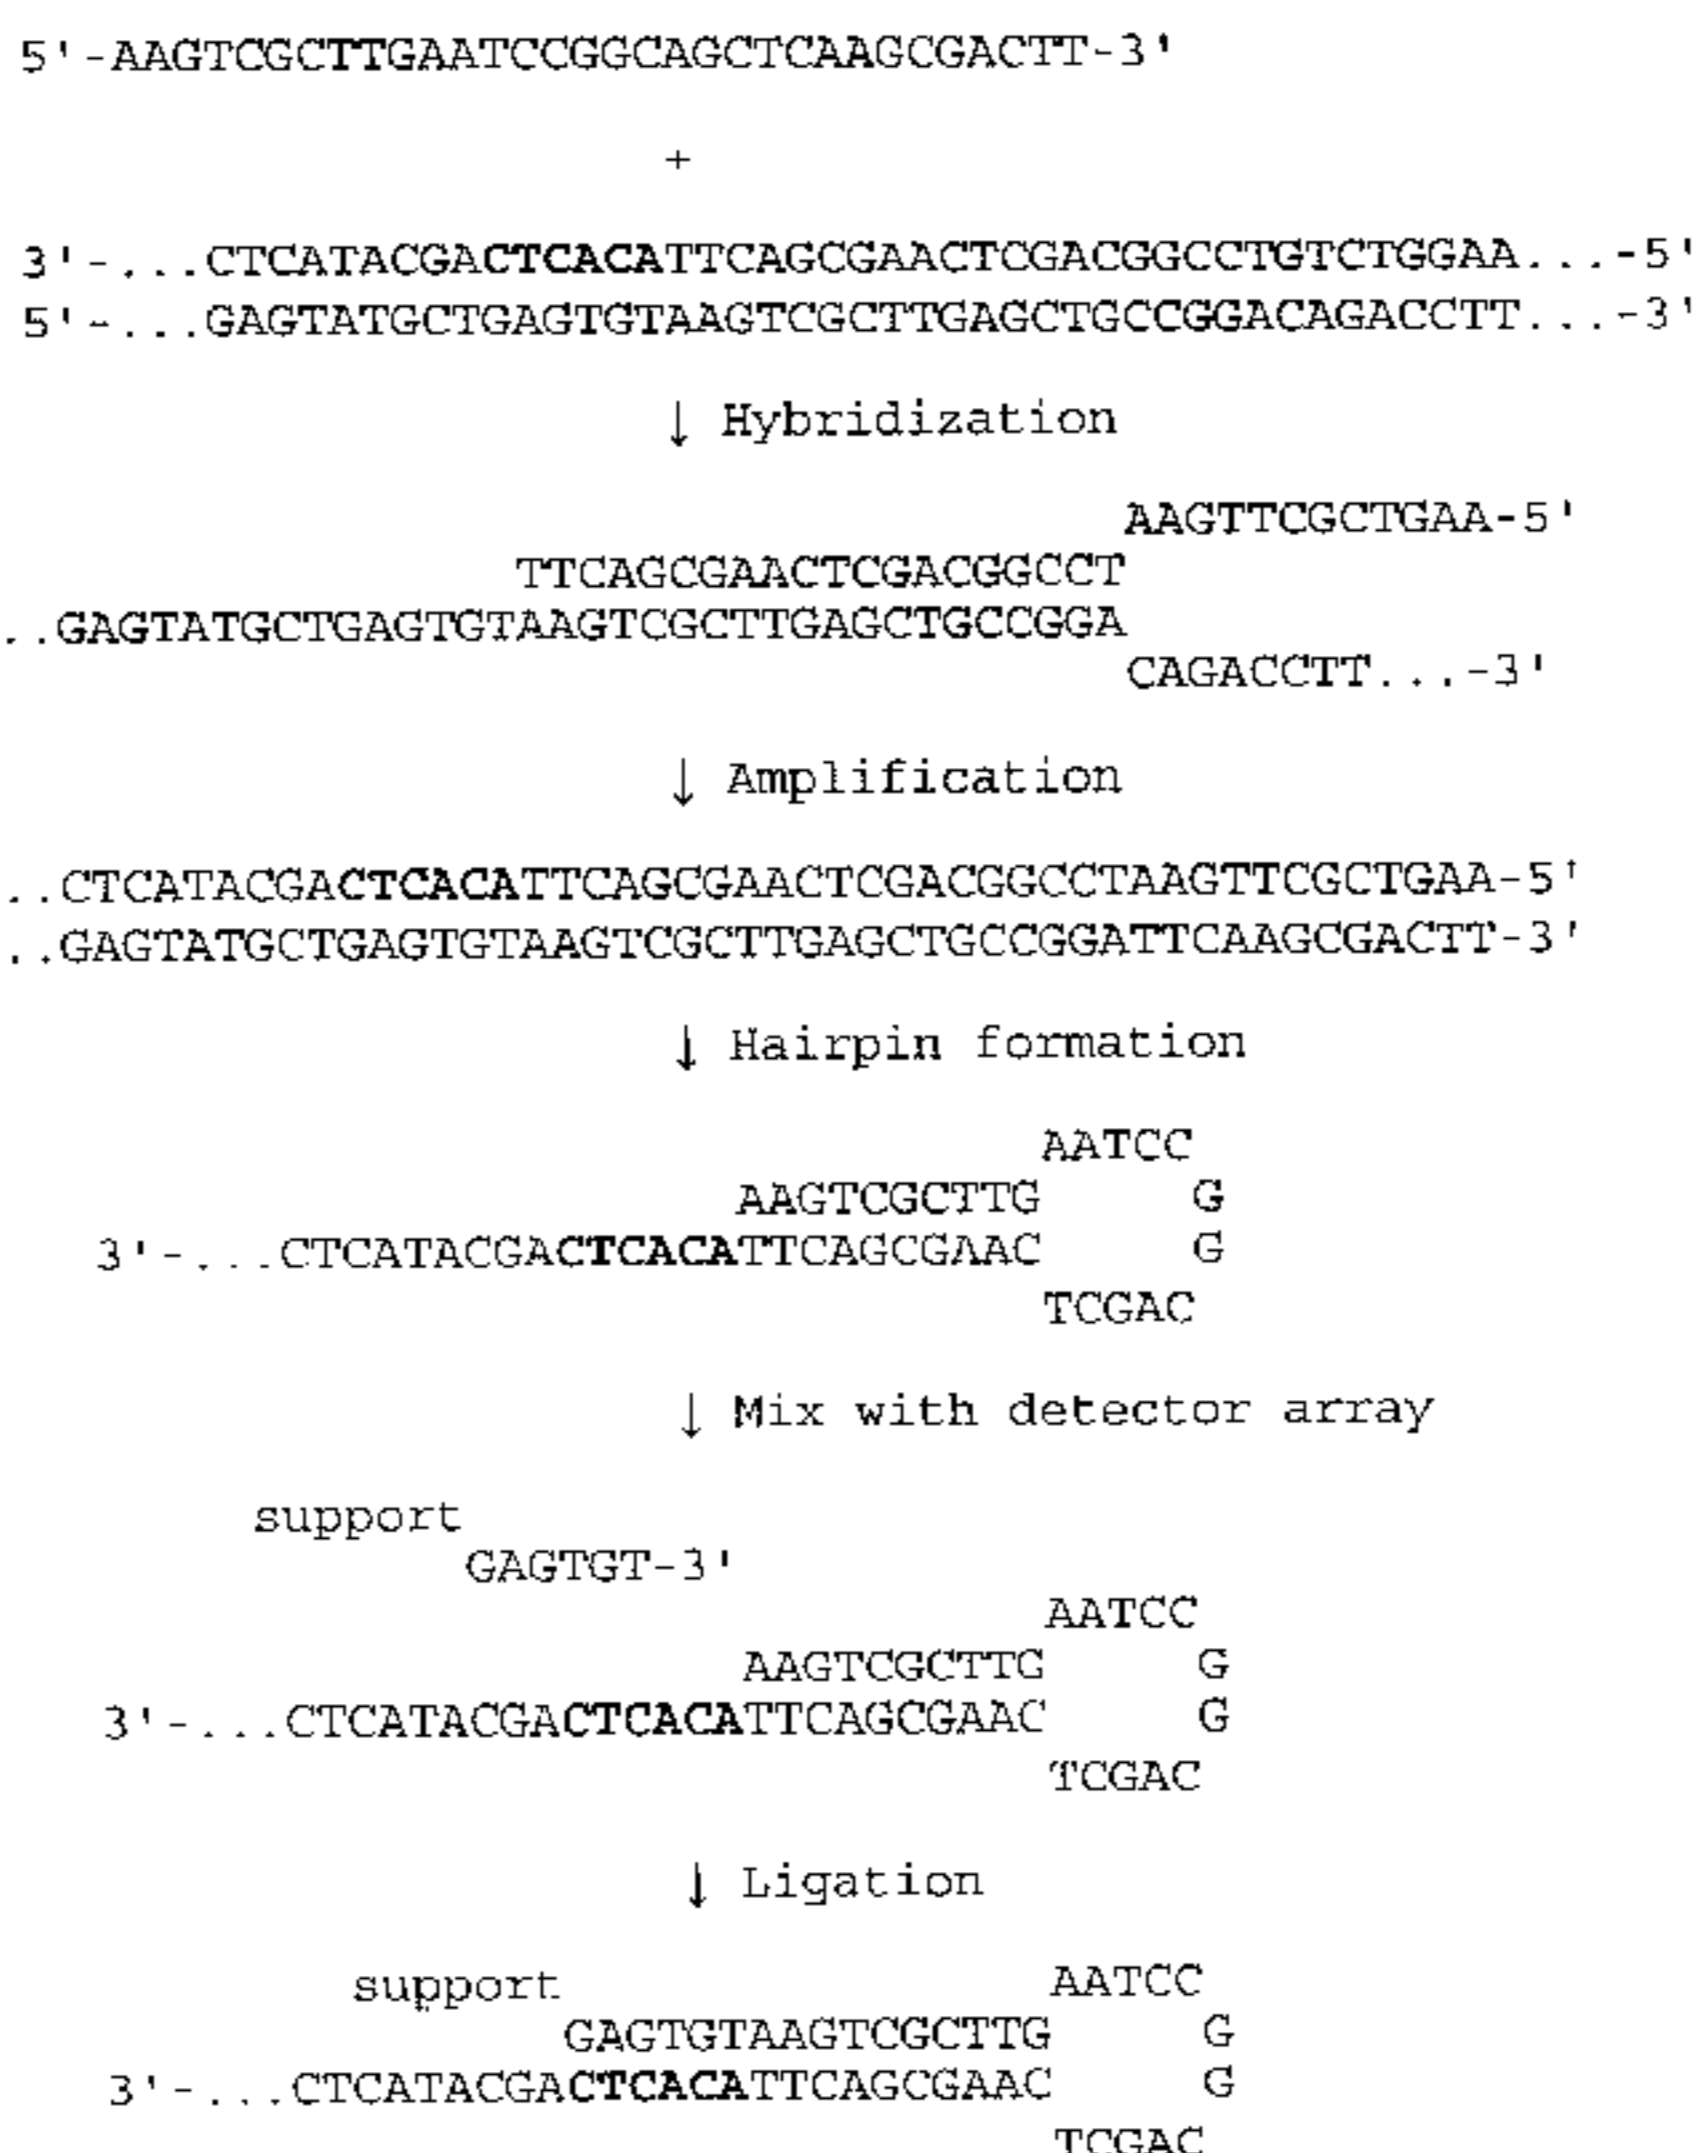 5'-AAGTCGCTTGAATCCGGCAGCTCAAGCGACTT-3'
+
3'-...CTCATACGACTCACATTCAGCGAACTCGACGGCCTGTCTGGAA...-5'
5'-...GAGTATGCTGAGTGTAAGTCGCTTGAGCTGCCGGACAGACCTT...-3'
↓ Hybridization
AAGTTCGCTGAA-5'
TTCAGCGAACTCGACGGCCT
..GAGTATGCTGAGTGTAAGTCGCTTGAGCTGCCGGA
CAGACCTT...-3'
↓ Amplification
..CTCATACGACTCACATTCAGCGAACTCGACGGCCTAAGTTCGCTGAA-5'
..GAGTATGCTGAGTGTAAGTCGCTTGAGCTGCCGGATTCAAGCGACTT-3'
↓ Hairpin formation
AATCC
AAGTCGCTTG G
3'-...CTCATACGACTCACATTCAGCGAAC G
TCGAC
↓ Mix with detector array
support
GAGTGT-3'
AATCC
AAGTCGCTTG G
3'-...CTCATACGACTCACATTCAGCGAAC G
TCGAC
↓ Ligation
support AATCC
GAGTGTAAGTCGCTTG G
3'-...CTCATACGACTCACATTCAGCGAAC G
TCGAC